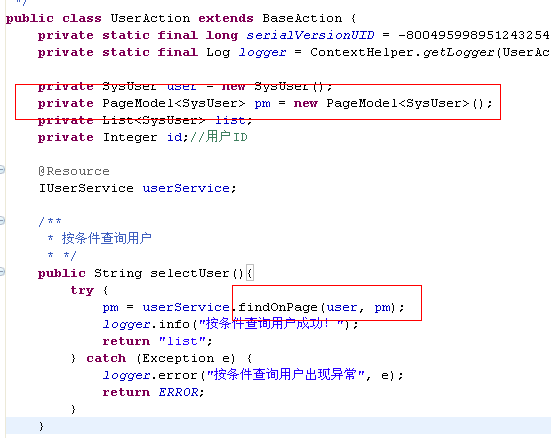 */
public class UserAction extends BaseAction {
private static final long serialVersionUID = -800495998951243254
private static final Log logger = ContextHelper.getLogger(UserAc
private SysUser user = new SysUser();
private PageModel<SysUser> pm = new PageModel<SysUser>();
private List<SysUser> list;
private Integer id;//用户ID
@Resource
IUserService userService;
/**
* 按条件查询用户
* */
public String selectUser(){
try {
pm = userService.findOnPage(user, pm);
logger.info("按条件查询用户成功！");
return "list";
} catch (Exception e) {
logger.error("按条件查询用户出现异常", e);
return ERROR;
}
}